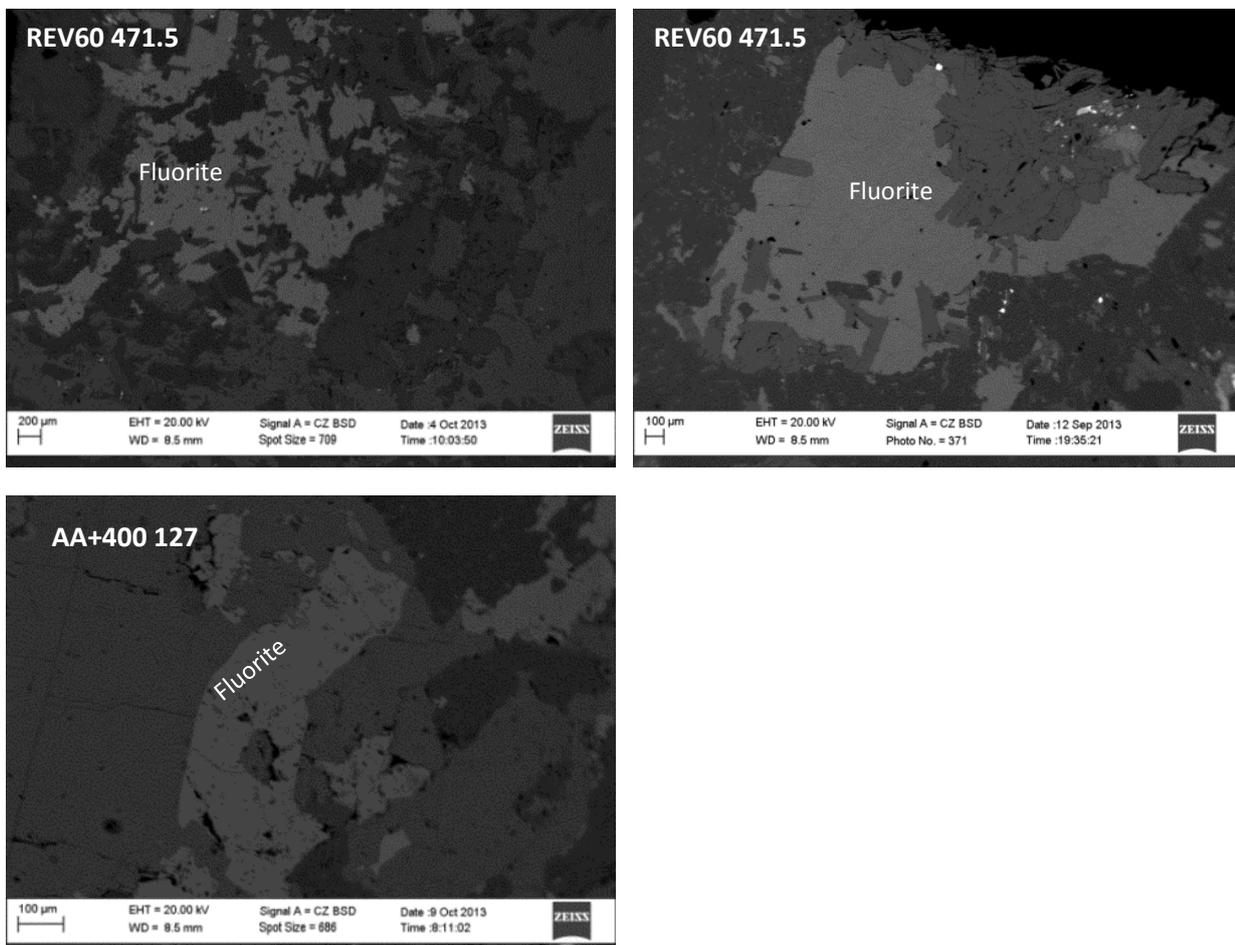 REV60 471.5
Fluorite
200 µm
EHT = 20.00 kV
Signal A = CZ BSD
Date :4 Oct 2013
WD = 8.5 mm
Spot Size = 709
Time :10:03:50
ZEISS
REV60 471.5
Fluorite
100 µm
EHT = 20.00 kV
Signal A = CZ BSD
Date :12 Sep 2013
WD = 8.5 mm
Photo No. = 371
Time :19:35:21
ZEISS
AA+400 127
Fluorite
100 µm
EHT = 20.00 kV
Signal A = CZ BSD
Date :9 Oct 2013
WD = 8.5 mm
Spot Size = 686
Time :8:11:02
ZEISS